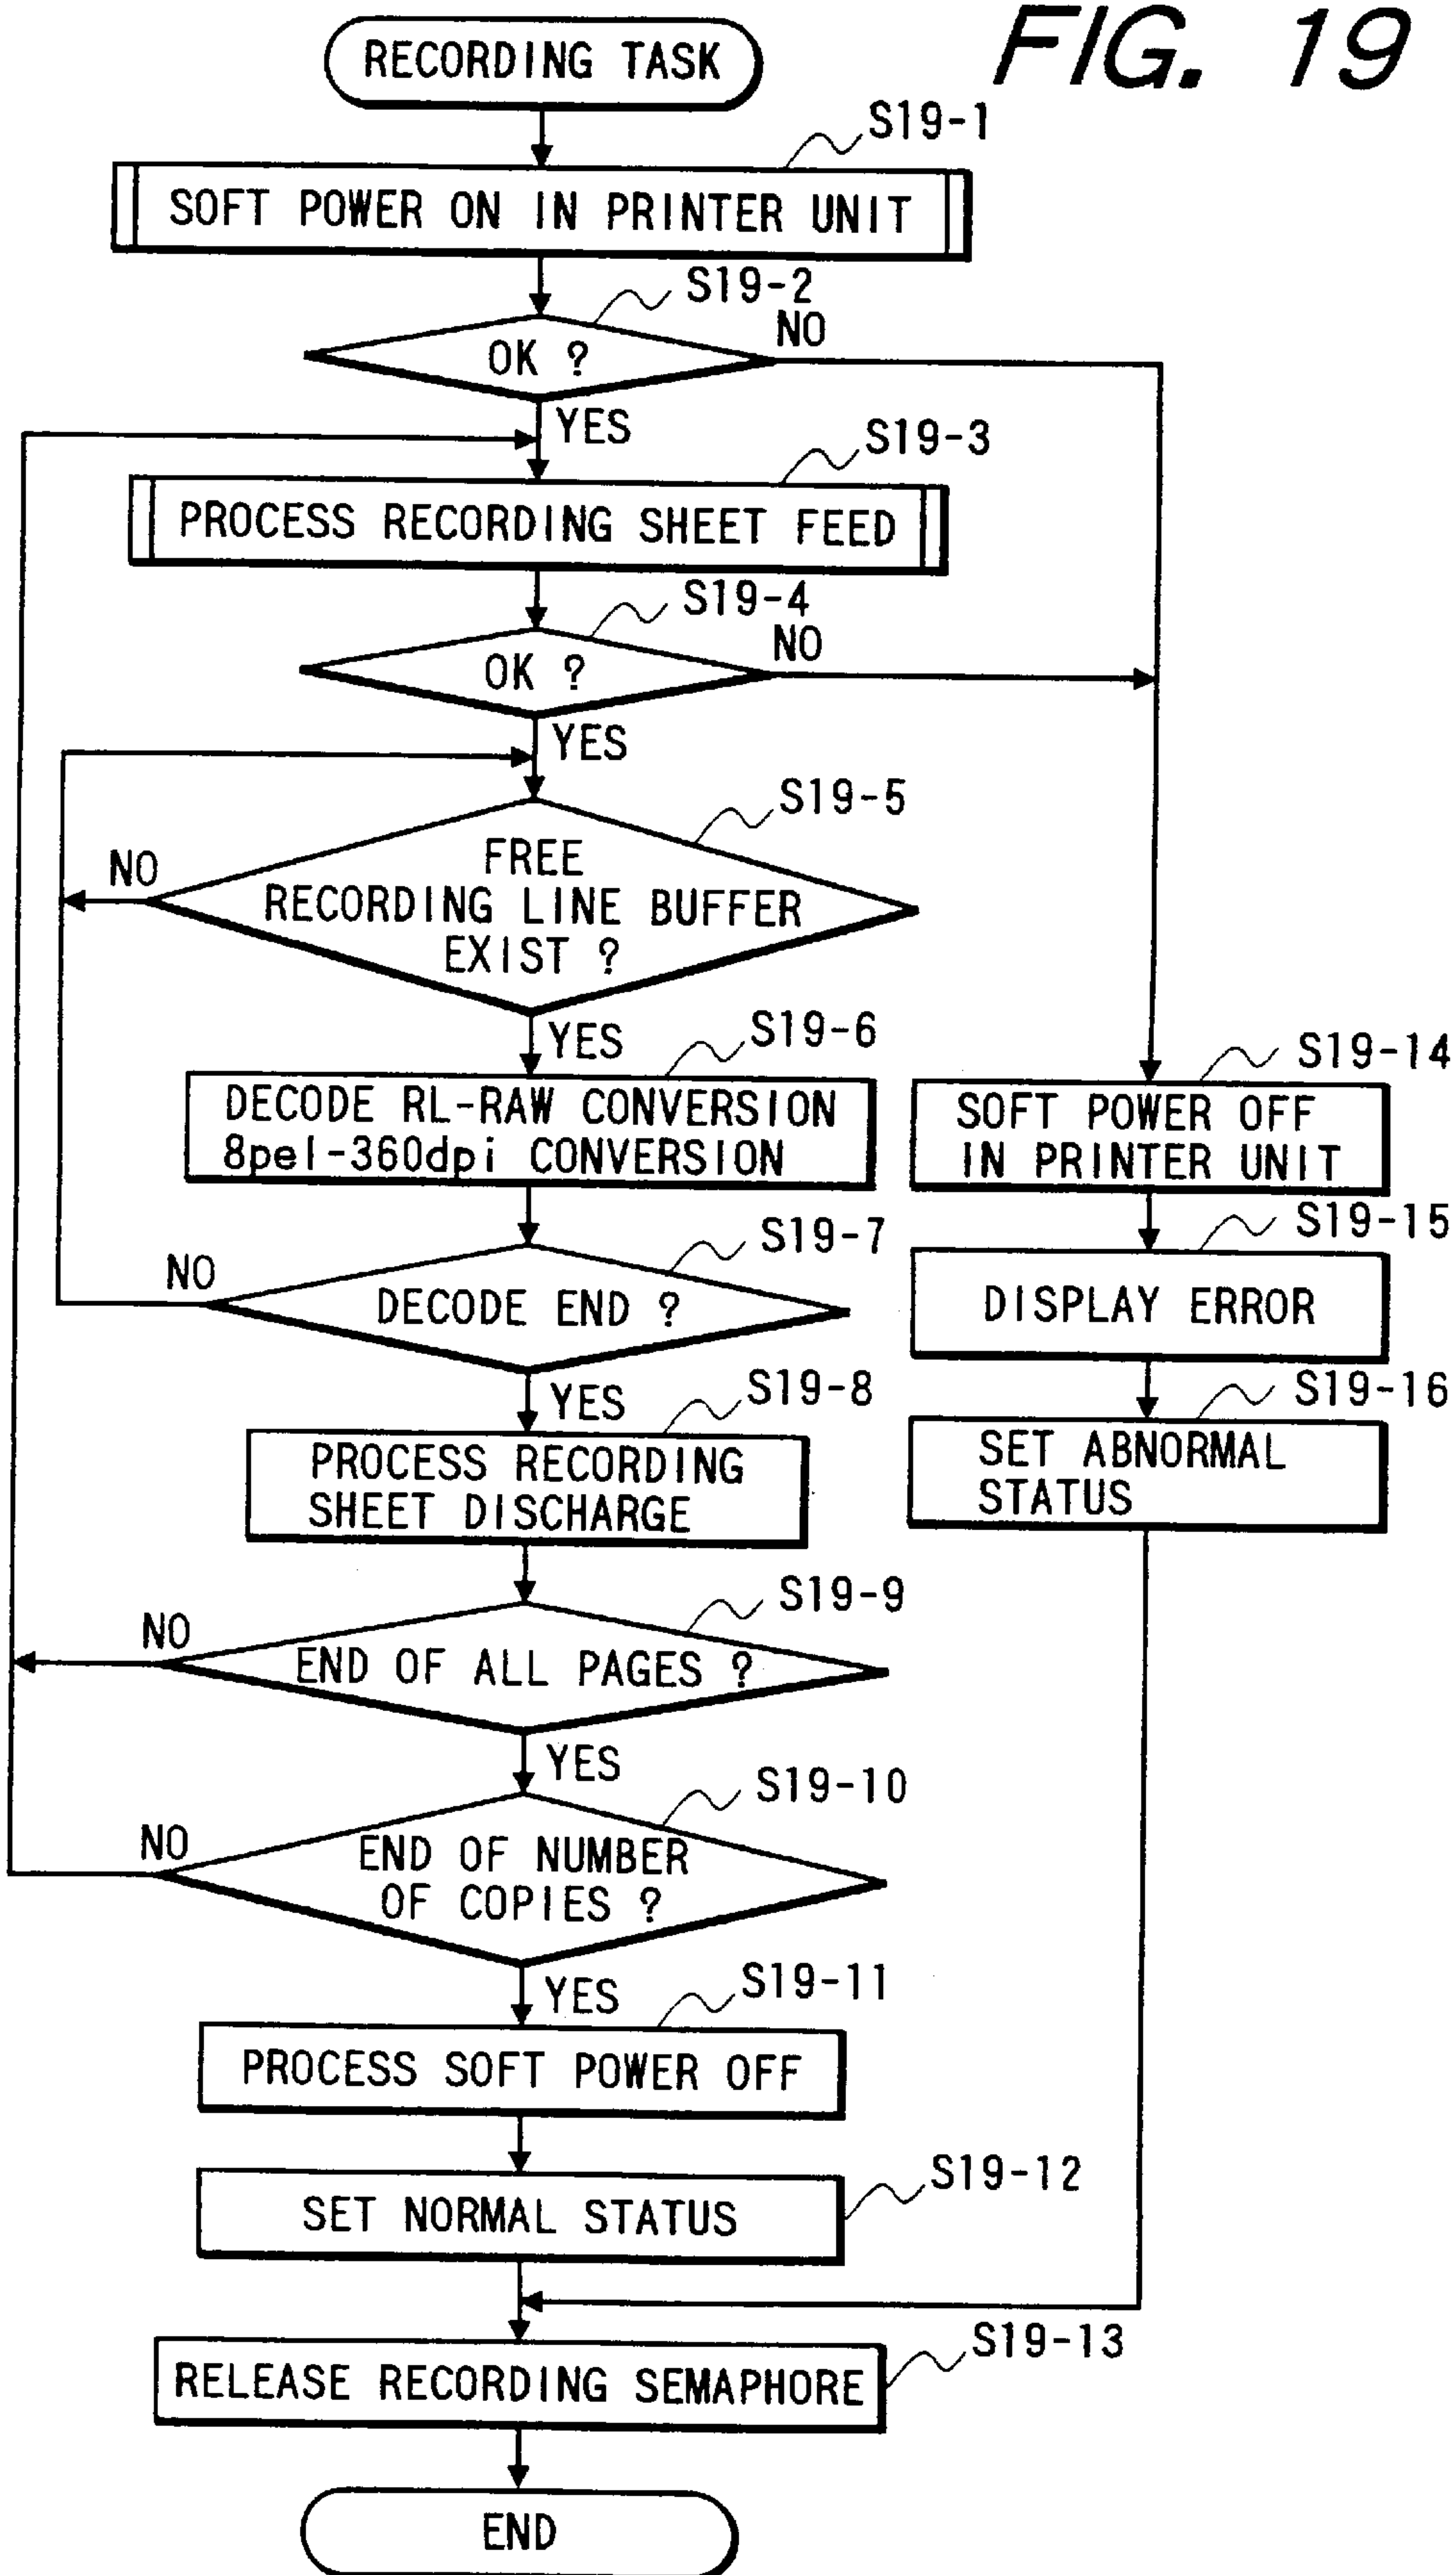 FIG. 19
RECORDING TASK
S19-1
SOFT POWER ON IN PRINTER UNIT
S19-2
OK ?
NO
YES
S19-3
PROCESS RECORDING SHEET FEED
S19-4
OK ?
NO
YES
S19-5
FREE
RECORDING LINE BUFFER
EXIST ?
NO
YES
S19-6
DECODE RL-RAW CONVERSION
8pel-360dpi CONVERSION
S19-7
DECODE END ?
NO
YES
S19-8
PROCESS RECORDING
SHEET DISCHARGE
S19-9
END OF ALL PAGES ?
NO
YES
S19-10
END OF NUMBER
OF COPIES ?
NO
YES
S19-11
PROCESS SOFT POWER OFF
S19-12
SET NORMAL STATUS
S19-13
RELEASE RECORDING SEMAPHORE
END
S19-14
SOFT POWER OFF
IN PRINTER UNIT
S19-15
DISPLAY ERROR
S19-16
SET ABNORMAL
STATUS